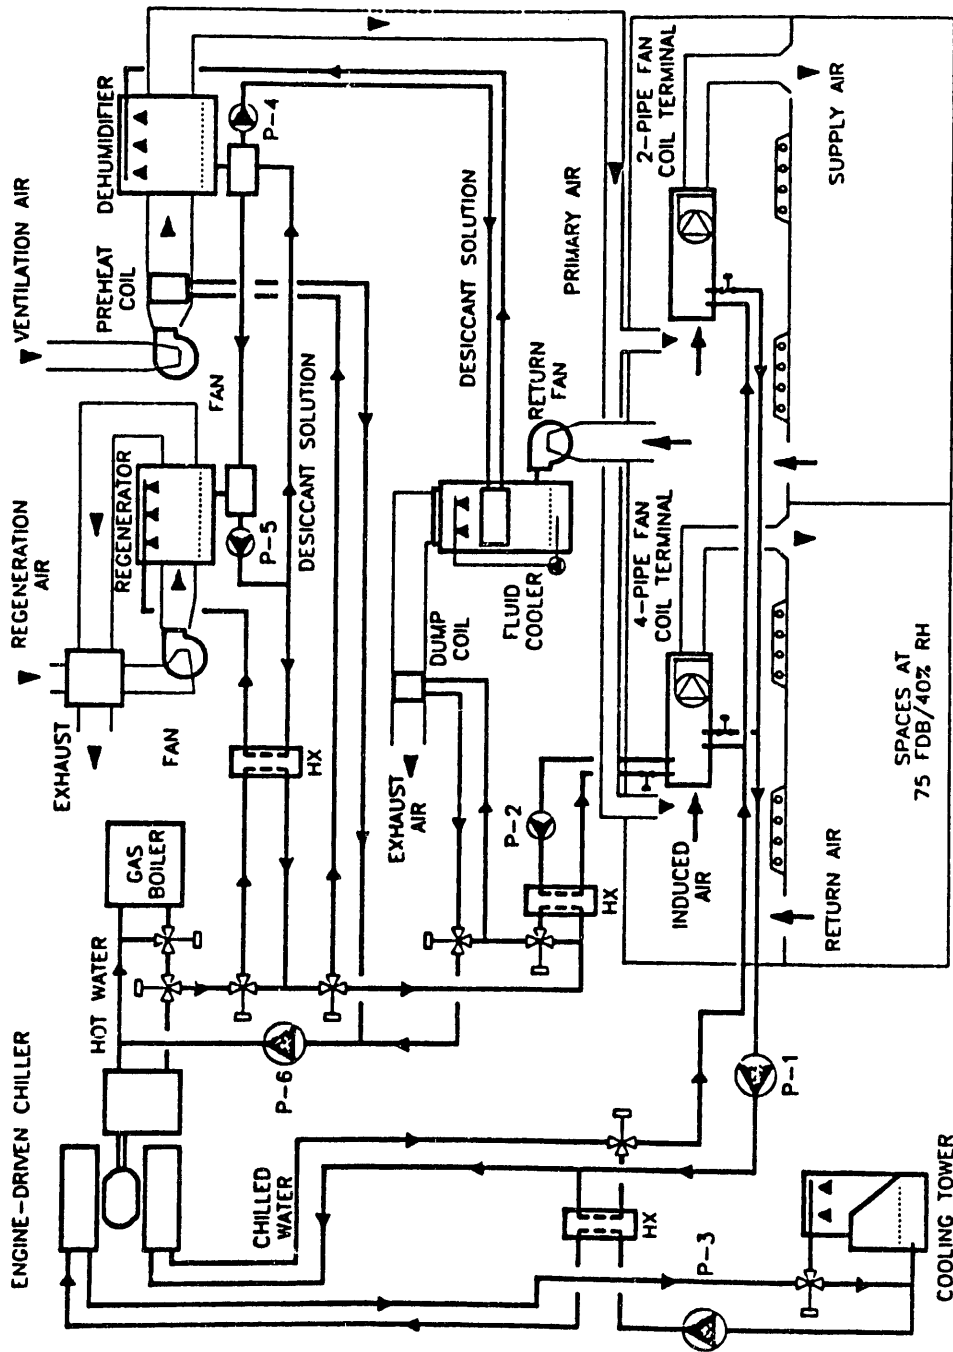 ENGINE-DRIVEN CHILLER
HOT WATER
GAS
BOILER
EXHAUST
REGENERATION
AIR
FAN
REGENERATOR
VENTILATION AIR
FAN
PREHEAT
COIL
DEHUMIDIFIER
P-4
P-5
HX
DESICCANT SOLUTION
P-6
CHILLED
WATER
EXHAUST
AIR
DUMP
COIL
FLUID
COOLER
RETURN
FAN
DESICCANT SOLUTION
PRIMARY AIR
P-2
HX
4-PIPE FAN
COIL TERMINAL
2-PIPE FAN
COIL TERMINAL
INDUCED
AIR
SUPPLY AIR
RETURN AIR
SPACES AT
75 FDB/40% RH
HX
P-3
P-1
COOLING TOWER